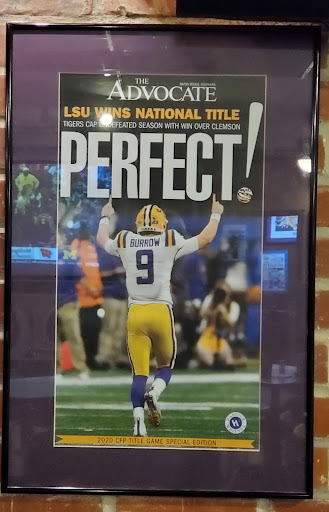 THE
ADVOCATE
LSU WINS NATIONAL TITLE
TIGERS CAP UNDEFEATED SEASON WITH WIN OVER CLEMSON
PERFECT!
BURROW
9
2020 CFP TITLE GAME SPECIAL EDITION